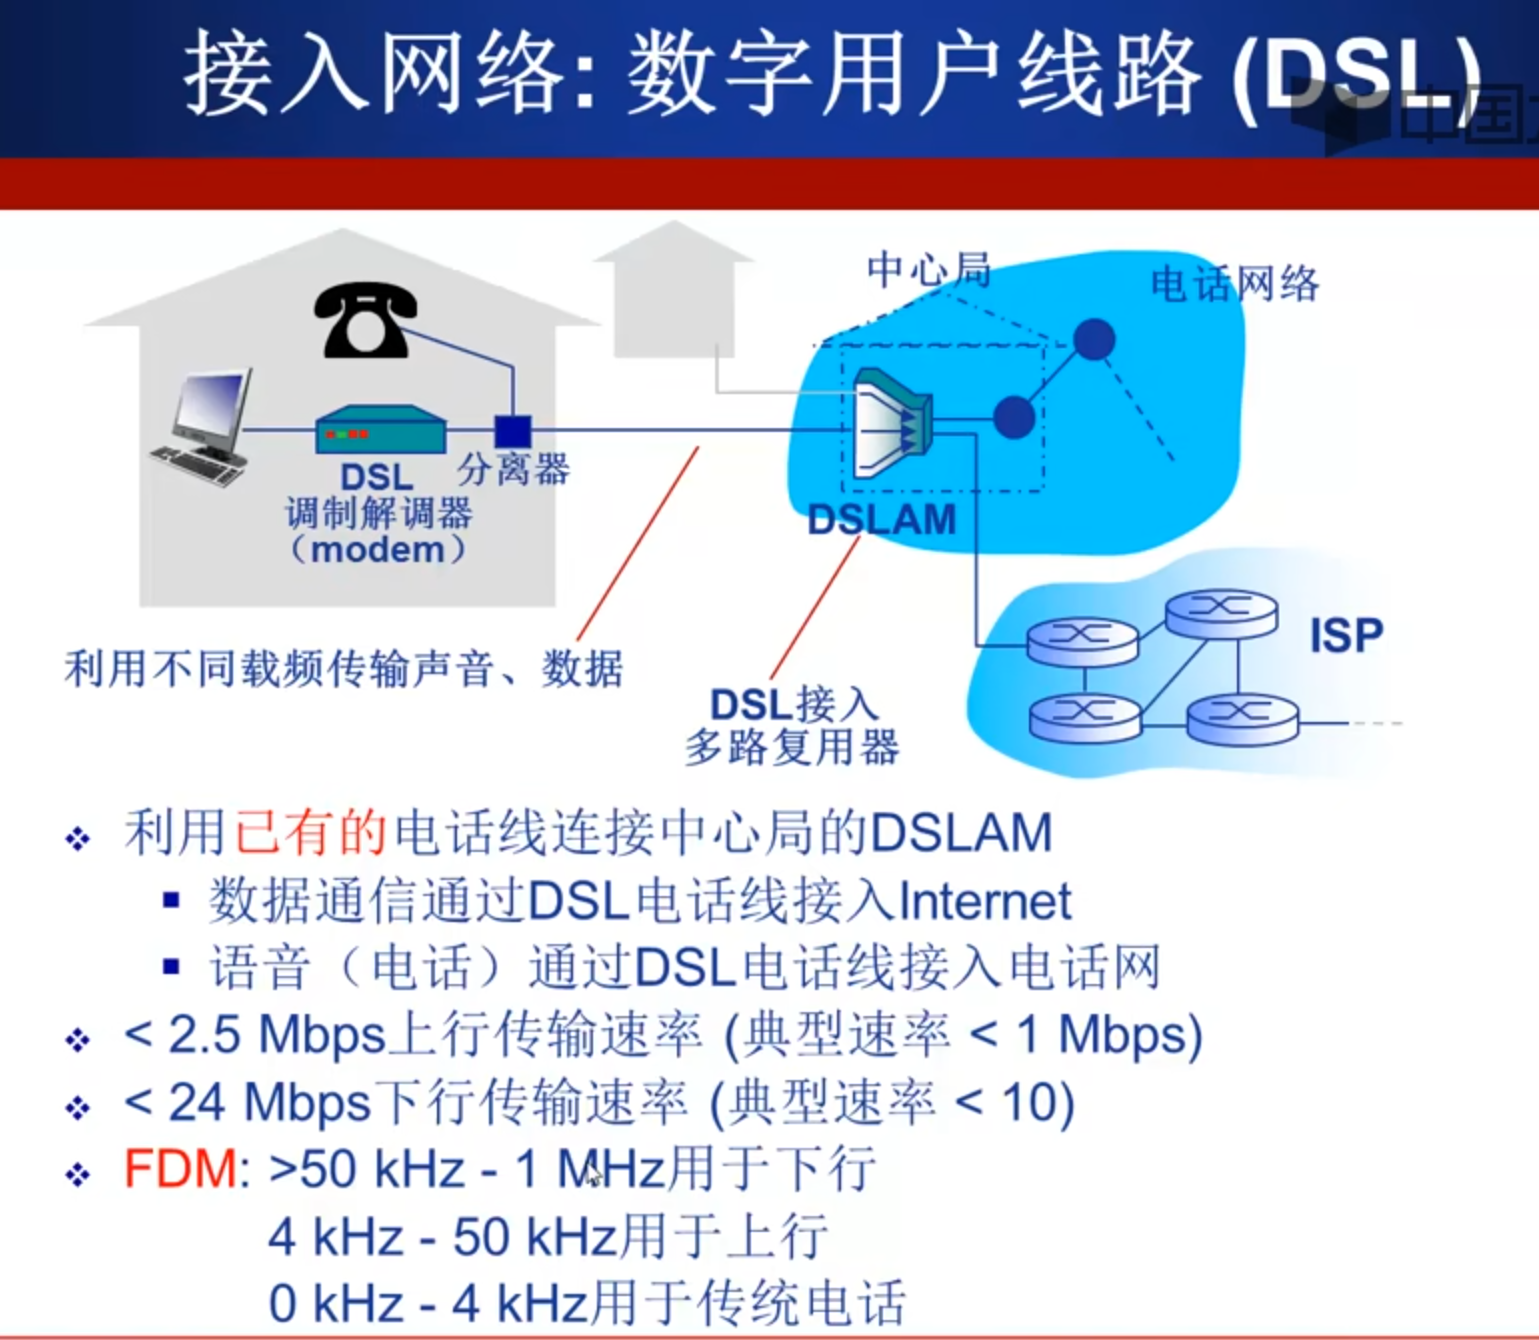 接入网络: 数字用户线路 (DSL)
中国
中心局
电话网络
DSL
调制解调器
（modem）
分离器
DSLAM
ISP
利用不同载频传输声音、数据
DSL接入
多路复用器
利用已有的电话线连接中心局的DSLAM
数据通信通过DSL电话线接入Internet
语音（电话）通过DSL电话线接入电话网
< 2.5 Mbps上行传输速率 (典型速率 < 1 Mbps)
< 24 Mbps下行传输速率 (典型速率 < 10)
FDM: >50 kHz - 1 MHz用于下行
4 kHz - 50 kHz用于上行
0 kHz - 4 kHz用于传统电话